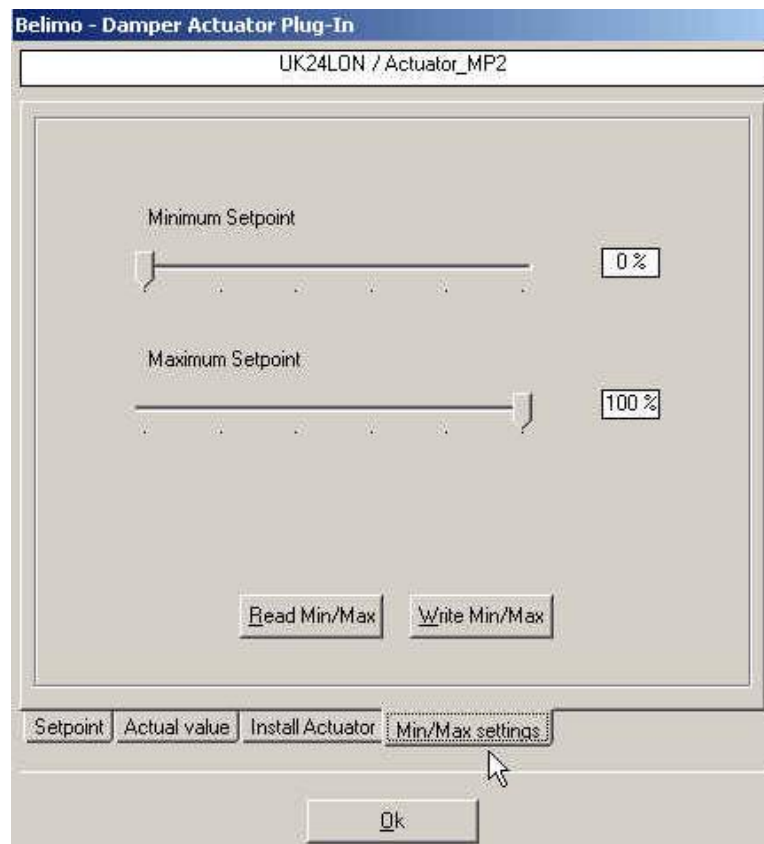 Belimo - Damper Actuator Plug-In
UK24LON / Actuator_MP2
Minimum Setpoint
0 %
Maximum Setpoint
100 %
Read Min/Max Write Min/Max
Setpoint Actual value Install Actuator Min/Max settings
Ok